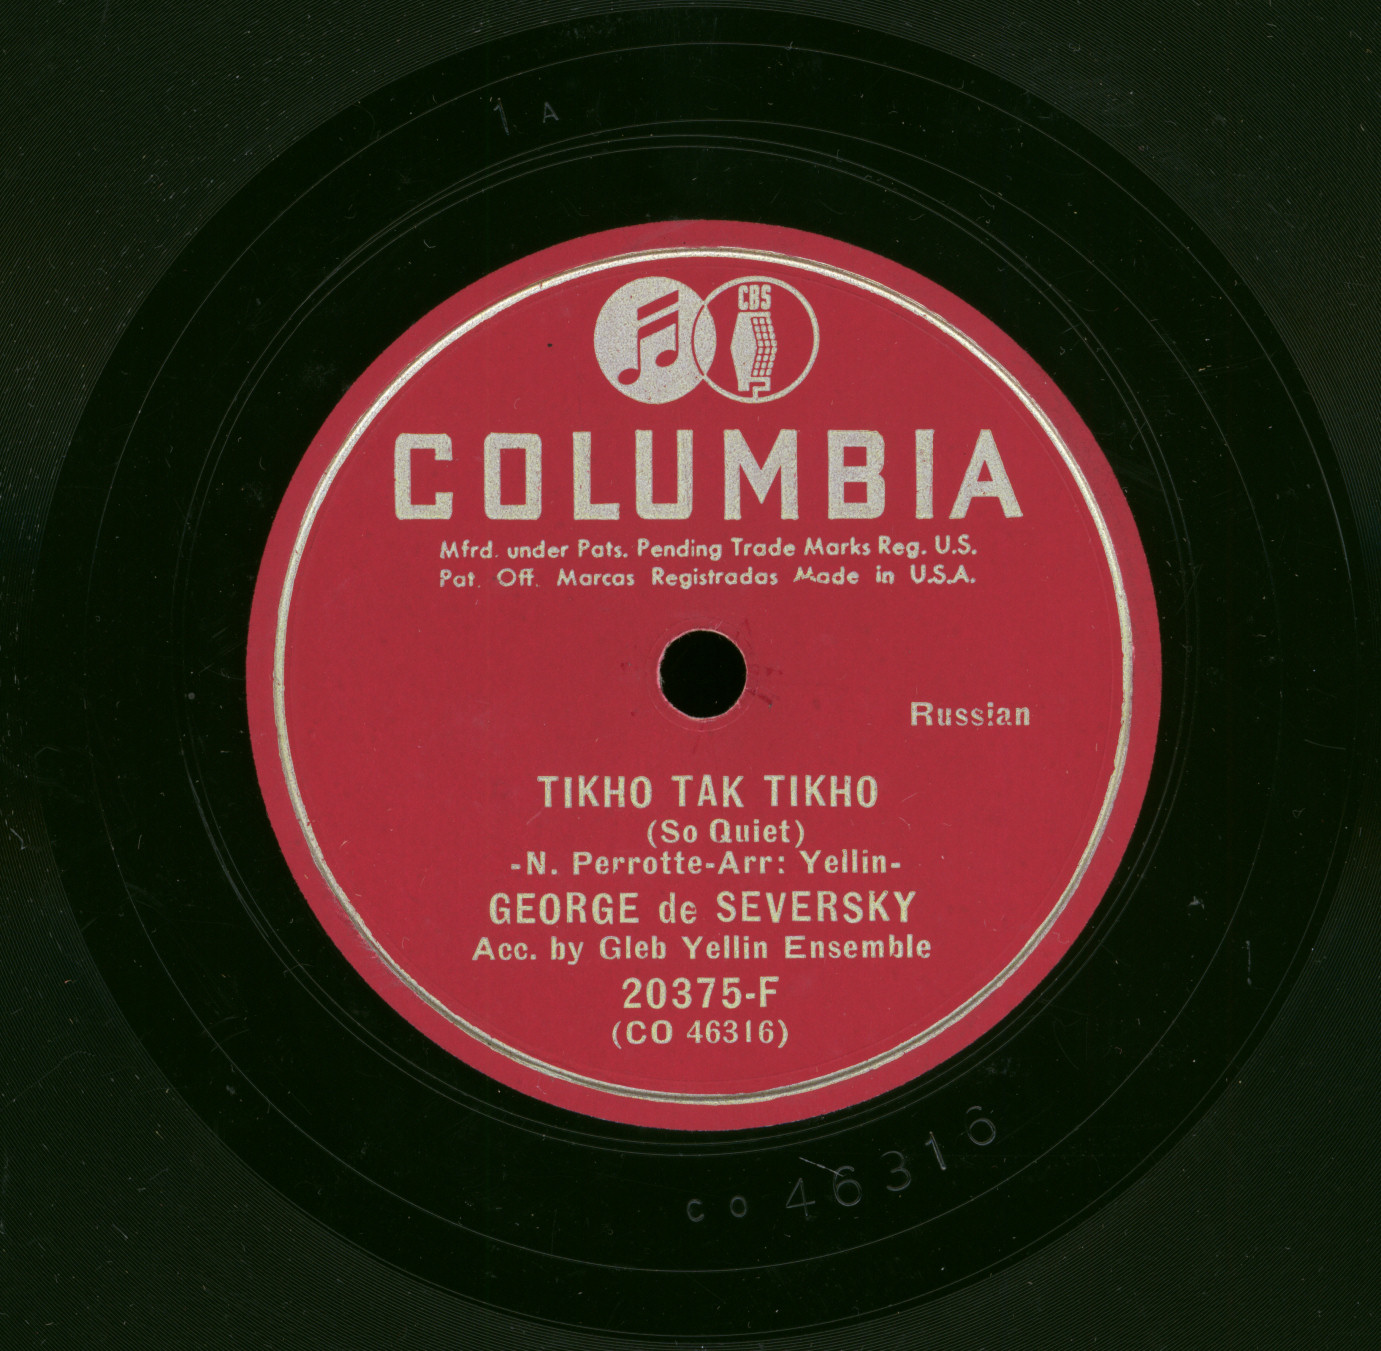 1 A
CBS
COLUMBIA
Mfrd. under Pats. Pending Trade Marks Reg. U.S.
Pat. Off. Marcas Registradas Made in U.S.A.
Russian
TIKHO TAK TIKHO
(So Quiet)
-N. Perrotte-Arr: Yellin-
GEORGE de SEVERSKY
Acc. by Gleb Yellin Ensemble
20375-F
(CO 46316)
CO 46316